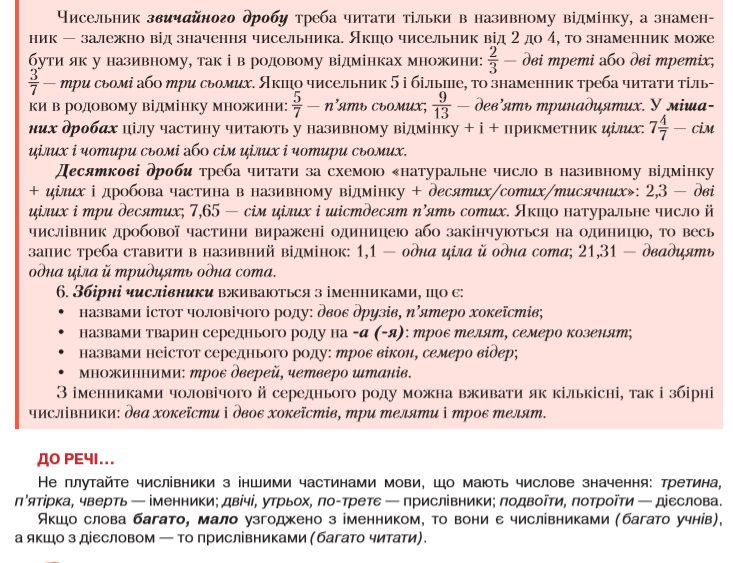 Чисельник звичайного дробу треба читати тільки в називному відмінку, а знамен-
ник — залежно від значення чисельника. Якщо чисельник від 2 до 4, то знаменник може
бути як у називному, так і в родовому відмінках множини: 2/3 — дві треті або дві третіх;
3/7 — три сьомі або три сьомих. Якщо чисельник 5 і більше, то знаменник треба читати тіль-
ки в родовому відмінку множини: 5/7 — п’ять сьомих; 9/13 — дев’ять тринадцятих. У міша-
них дробах цілу частину читають у називному відмінку + і + прикметник цілих: 7 4/7 — сім
цілих і чотири сьомі або сім цілих і чотири сьомих.
Десяткові дроби треба читати за схемою «натуральне число в називному відмінку
+ цілих і дробова частина в називному відмінку + десятих/сотих/тисячних»: 2,3 — дві
цілих і три десятих; 7,65 — сім цілих і шістдесят п’ять сотих. Якщо натуральне число й
числівник дробової частини виражені одиницею або закінчуються на одиницю, то весь
запис треба ставити в називний відмінок: 1,1 — одна ціла й одна сота; 21,31 — двадцять
одна ціла й тридцять одна сота.
6. Збірні числівники вживаються з іменниками, що є:
• назвами істот чоловічого роду: двоє друзів, п’ятеро хокеїстів;
• назвами тварин середнього роду на -а (-я): троє телят, семеро козенят;
• назвами неістот середнього роду: троє вікон, семеро відер;
• множинними: троє дверей, четверо штанів.
З іменниками чоловічого й середнього роду можна вживати як кількісні, так і збірні
числівники: два хокеїсти і двоє хокеїстів, три теляти і троє телят.
ДО РЕЧІ...
Не плутайте числівники з іншими частинами мови, що мають числове значення: третина,
п’ятірка, чверть — іменники; двічі, утрьох, по-третє — прислівники; подвоїти, потроїти — дієслова.
Якщо слова багато, мало узгоджено з іменником, то вони є числівниками (багато учнів),
а якщо з дієсловом — то прислівниками (багато читати).